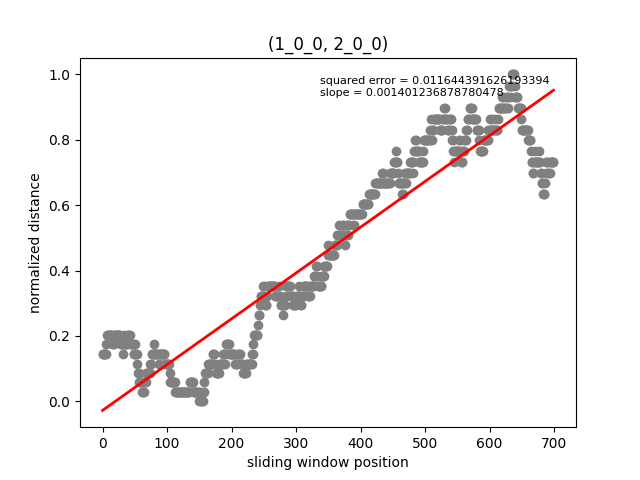 (1_0_0, 2_0_0)
squared error = 0.011644391626193394
slope = 0.001401236878780478
1.0
0.8
0.6
0.4
0.2
0.0
normalized distance
0 100 200 300 400 500 600 700
sliding window position